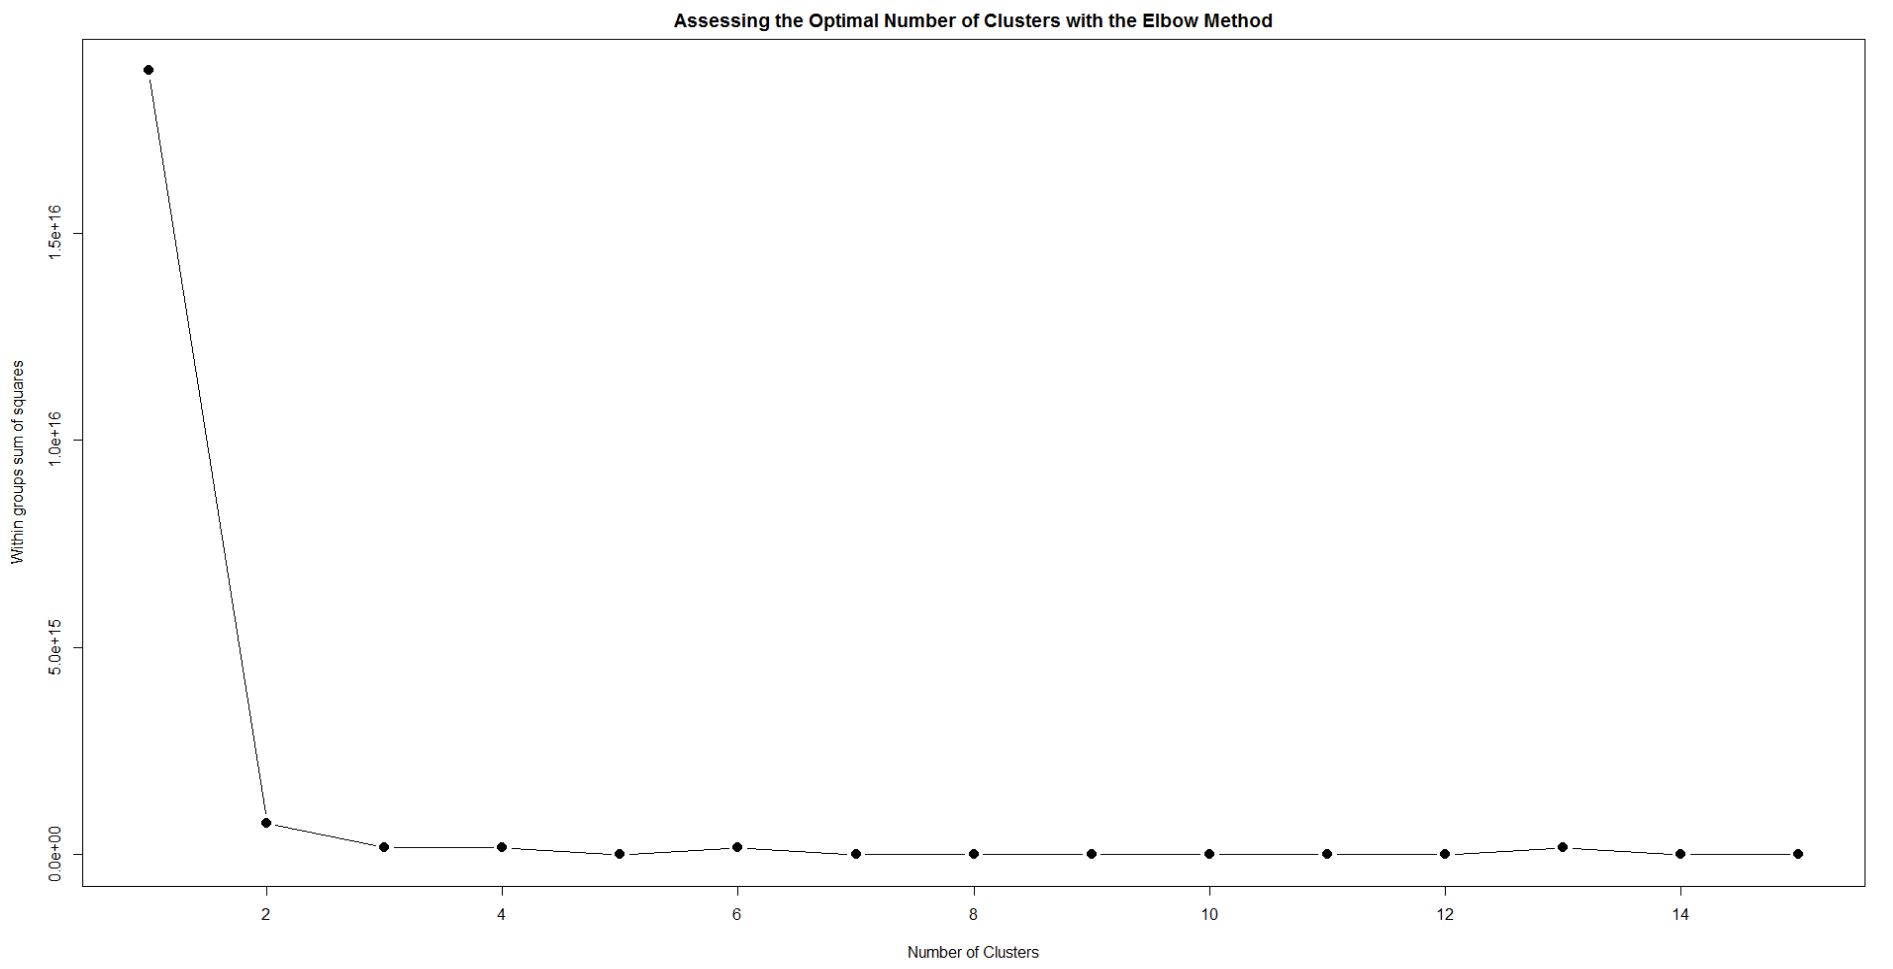 Assessing the Optimal Number of Clusters with the Elbow Method
Within groups sum of squares
1.5e+16
1.0e+16
5.0e+15
0.0e+00
2 4 6 8 10 12 14
Number of Clusters